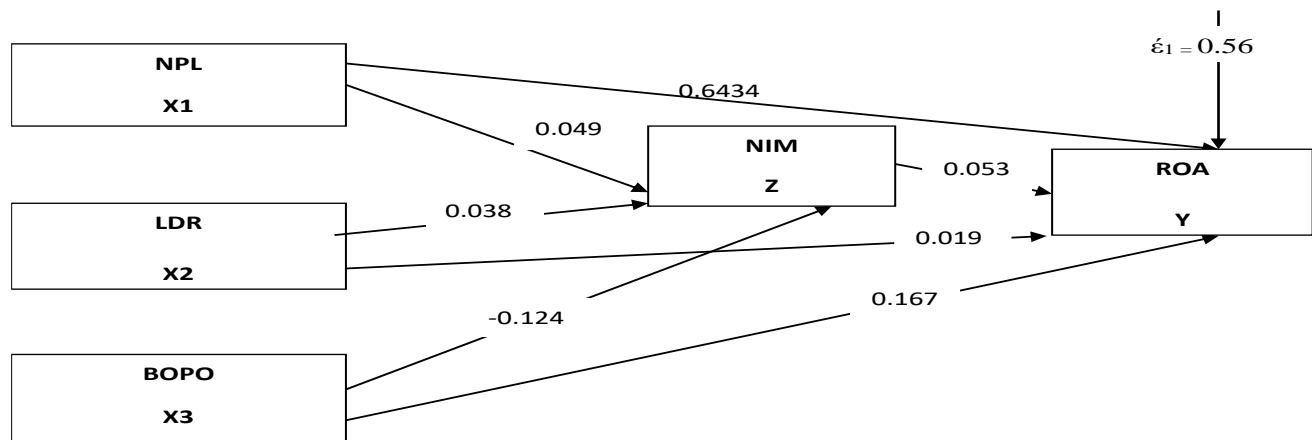 έ₁ = 0.56
NPL
X1
0.6434
0.049
NIM
Z
0.053
ROA
Y
LDR
X2
0.038
0.019
0.167
-0.124
BOPO
X3